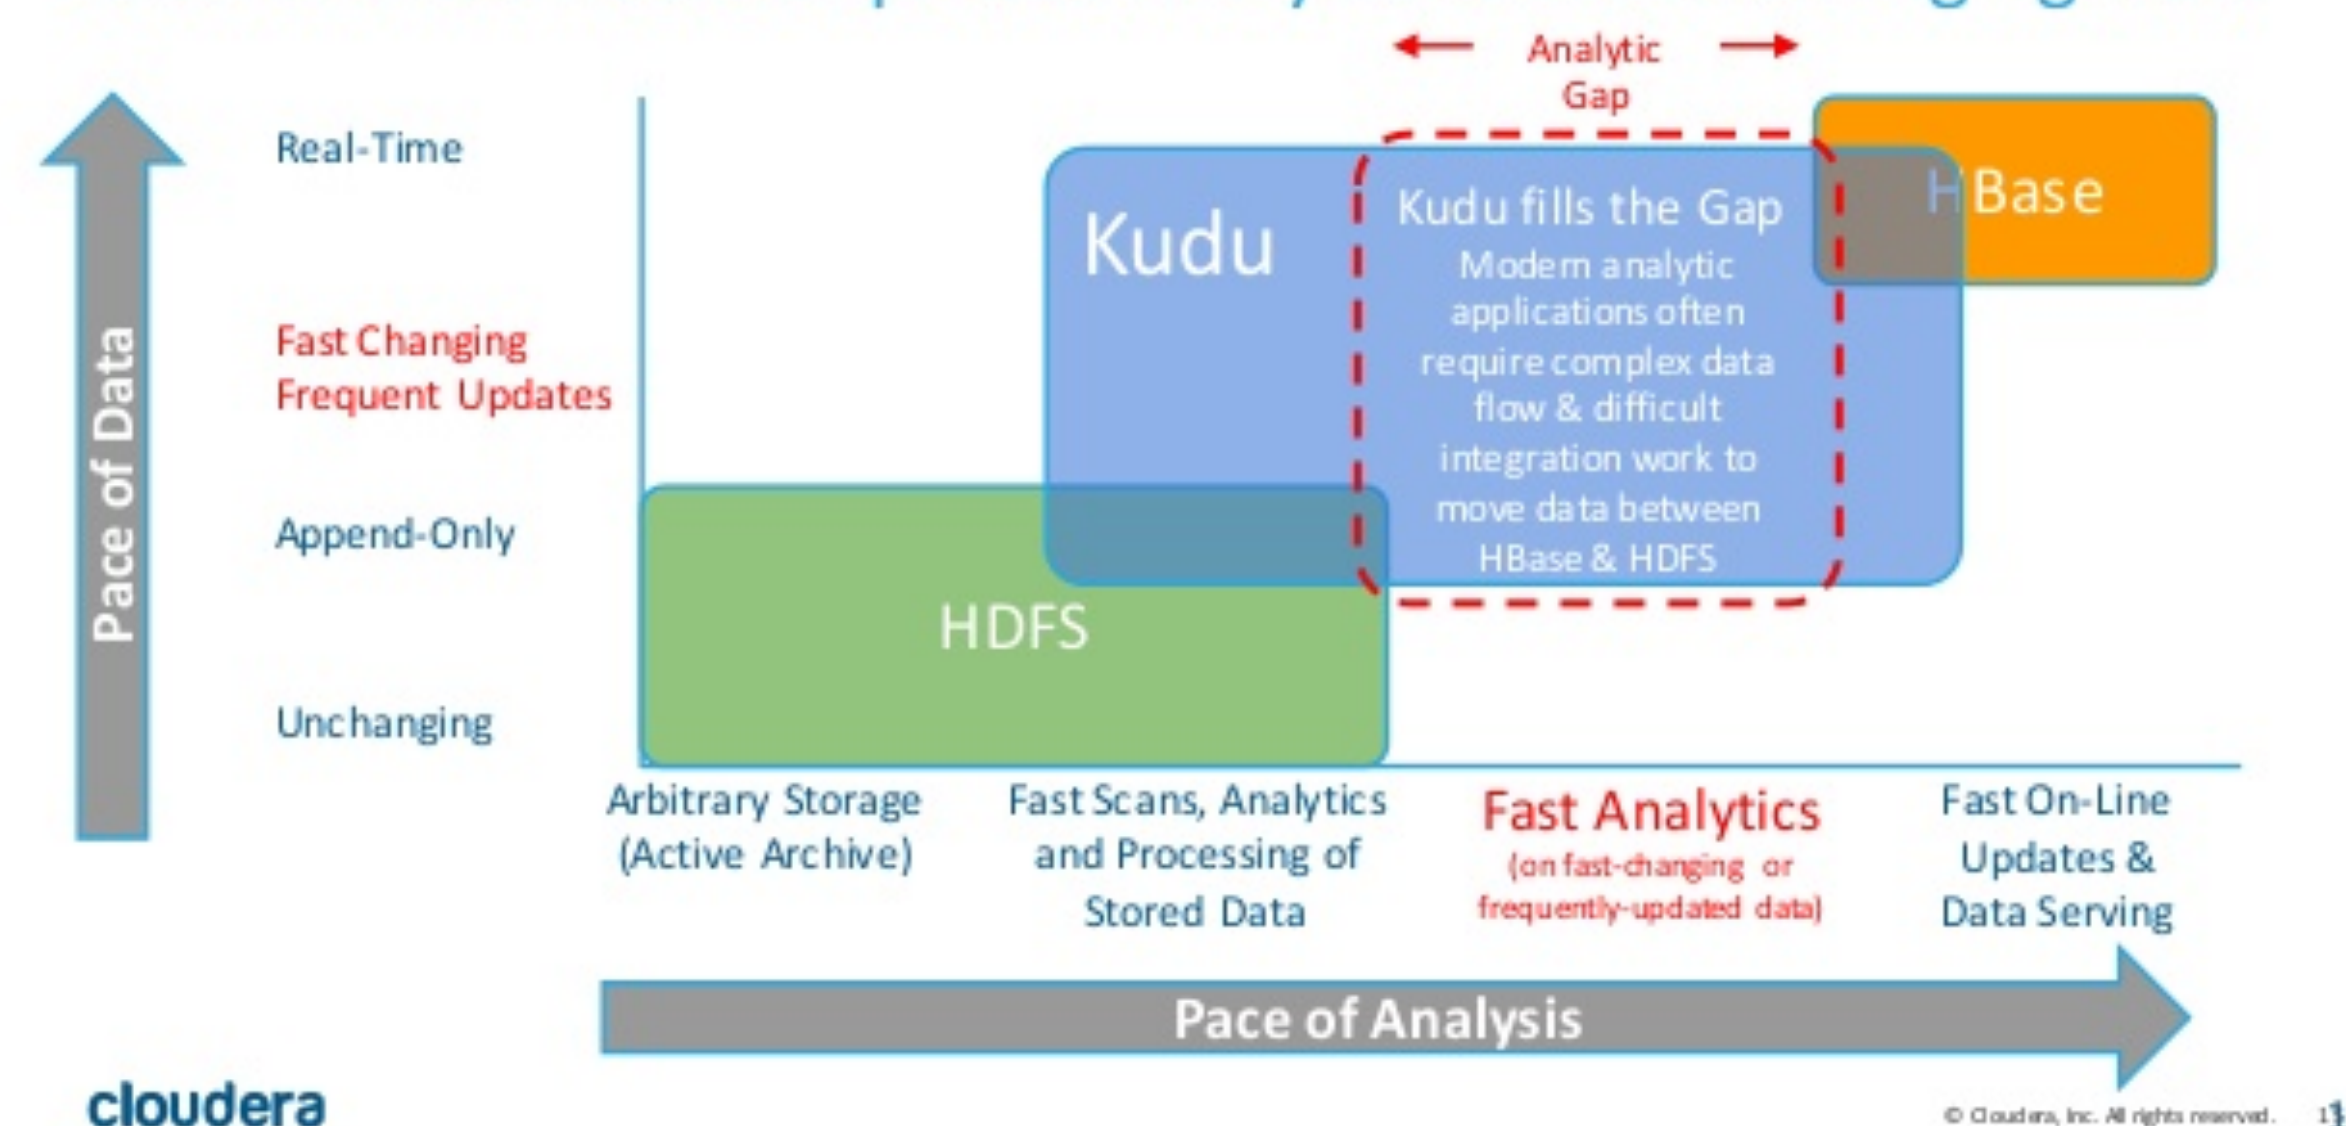 Analytic
Gap
Real-Time
Fast Changing
Frequent Updates
Append-Only
Unchanging
Pace of Data
Kudu
Kudu fills the Gap
Modern analytic
applications often
require complex data
flow & difficult
integration work to
move data between
HBase & HDFS
HBase
HDFS
Arbitrary Storage
(Active Archive)
Fast Scans, Analytics
and Processing of
Stored Data
Fast Analytics
(on fast-changing or
frequently-updated data)
Fast On-Line
Updates &
Data Serving
Pace of Analysis
cloudera
© Cloudera, Inc. All rights reserved.